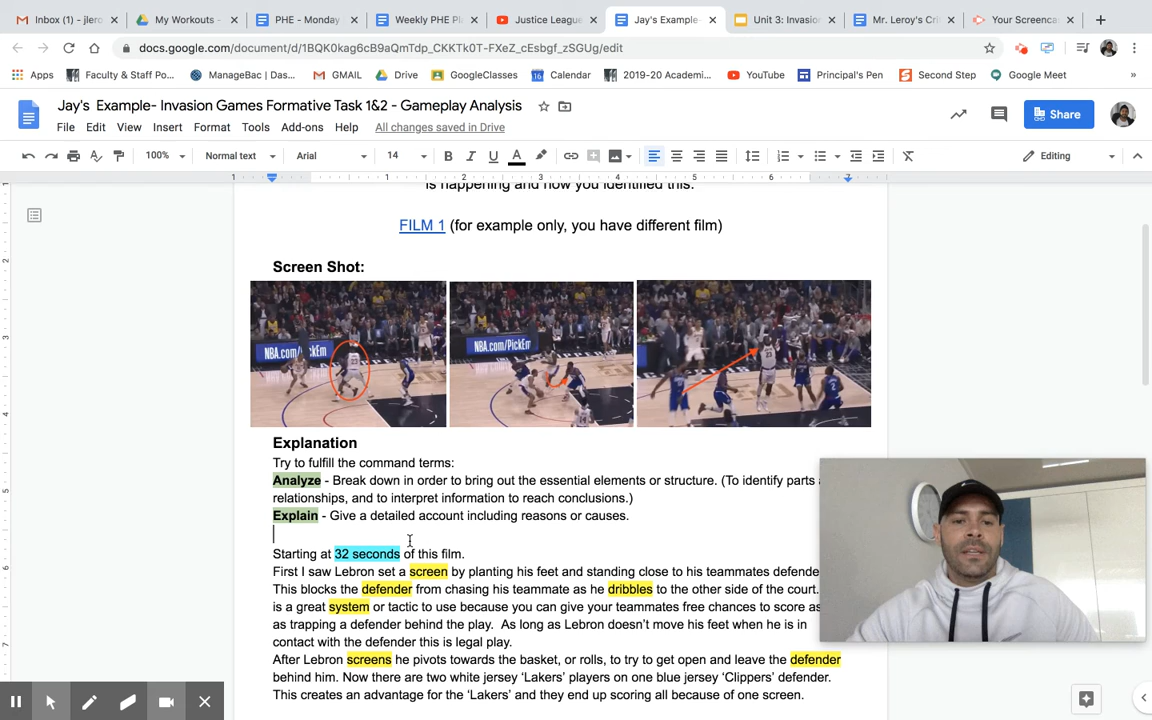 Inbox (1) - jlero
My Workouts -
PHE - Monday
Weekly PHE Pl
Justice League
Jay's Example-
Unit 3: Invasio
Mr. Leroy's Cri
Your Screenca
docs.google.com/document/d/1BQK0kag6cB9aQmTdp_CKKTk0T-FXeZ_cEsbgf_zSGUg/edit
Apps
Faculty & Staff Po...
ManageBac | Das...
GMAIL
Drive
GoogleClasses
Calendar
2019-20 Academi...
YouTube
Principal's Pen
Second Step
Google Meet
Jay's Example- Invasion Games Formative Task 1&2 - Gameplay Analysis
File Edit View Insert Format Tools Add-ons Help All changes saved in Drive
Share
100% Normal text Arial 14 Editing
is happening and how you identified this.
FILM 1 (for example only, you have different film)
Screen Shot:
NBA.com/PickEm
NBA.com/PickEm
Explanation
Try to fulfill the command terms:
Analyze - Break down in order to bring out the essential elements or structure. (To identify parts a
relationships, and to interpret information to reach conclusions.)
Explain - Give a detailed account including reasons or causes.
Starting at 32 seconds of this film.
First I saw Lebron set a screen by planting his feet and standing close to his teammates defende
This blocks the defender from chasing his teammate as he dribbles to the other side of the court.
is a great system or tactic to use because you can give your teammates free chances to score as
as trapping a defender behind the play. As long as Lebron doesn't move his feet when he is in
contact with the defender this is legal play.
After Lebron screens he pivots towards the basket, or rolls, to try to get open and leave the defender
behind him. Now there are two white jersey 'Lakers' players on one blue jersey 'Clippers' defender.
This creates an advantage for the 'Lakers' and they end up scoring all because of one screen.